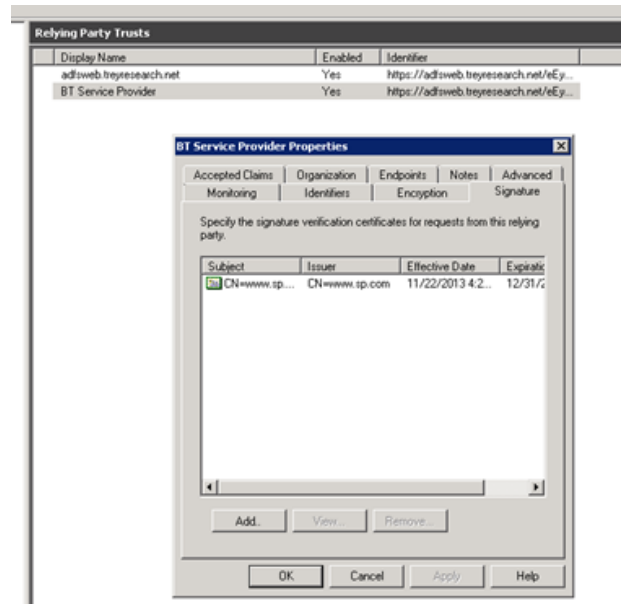 Relying Party Trusts
Display Name Enabled Identifier
adfsweb.treyresearch.net Yes https://adfsweb.treyresearch.net/eEy...
BT Service Provider Yes https://adfsweb.treyresearch.net/eEy...
BT Service Provider Properties
Accepted Claims Organization Endpoints Notes Advanced
Monitoring Identifiers Encryption Signature
Specify the signature verification certificates for requests from this relying
party.
Subject Issuer Effective Date Expiratic
CN=www.sp.... CN=www.sp.com 11/22/2013 4:2... 12/31/2
Add.. View... Remove...
OK Cancel Apply Help